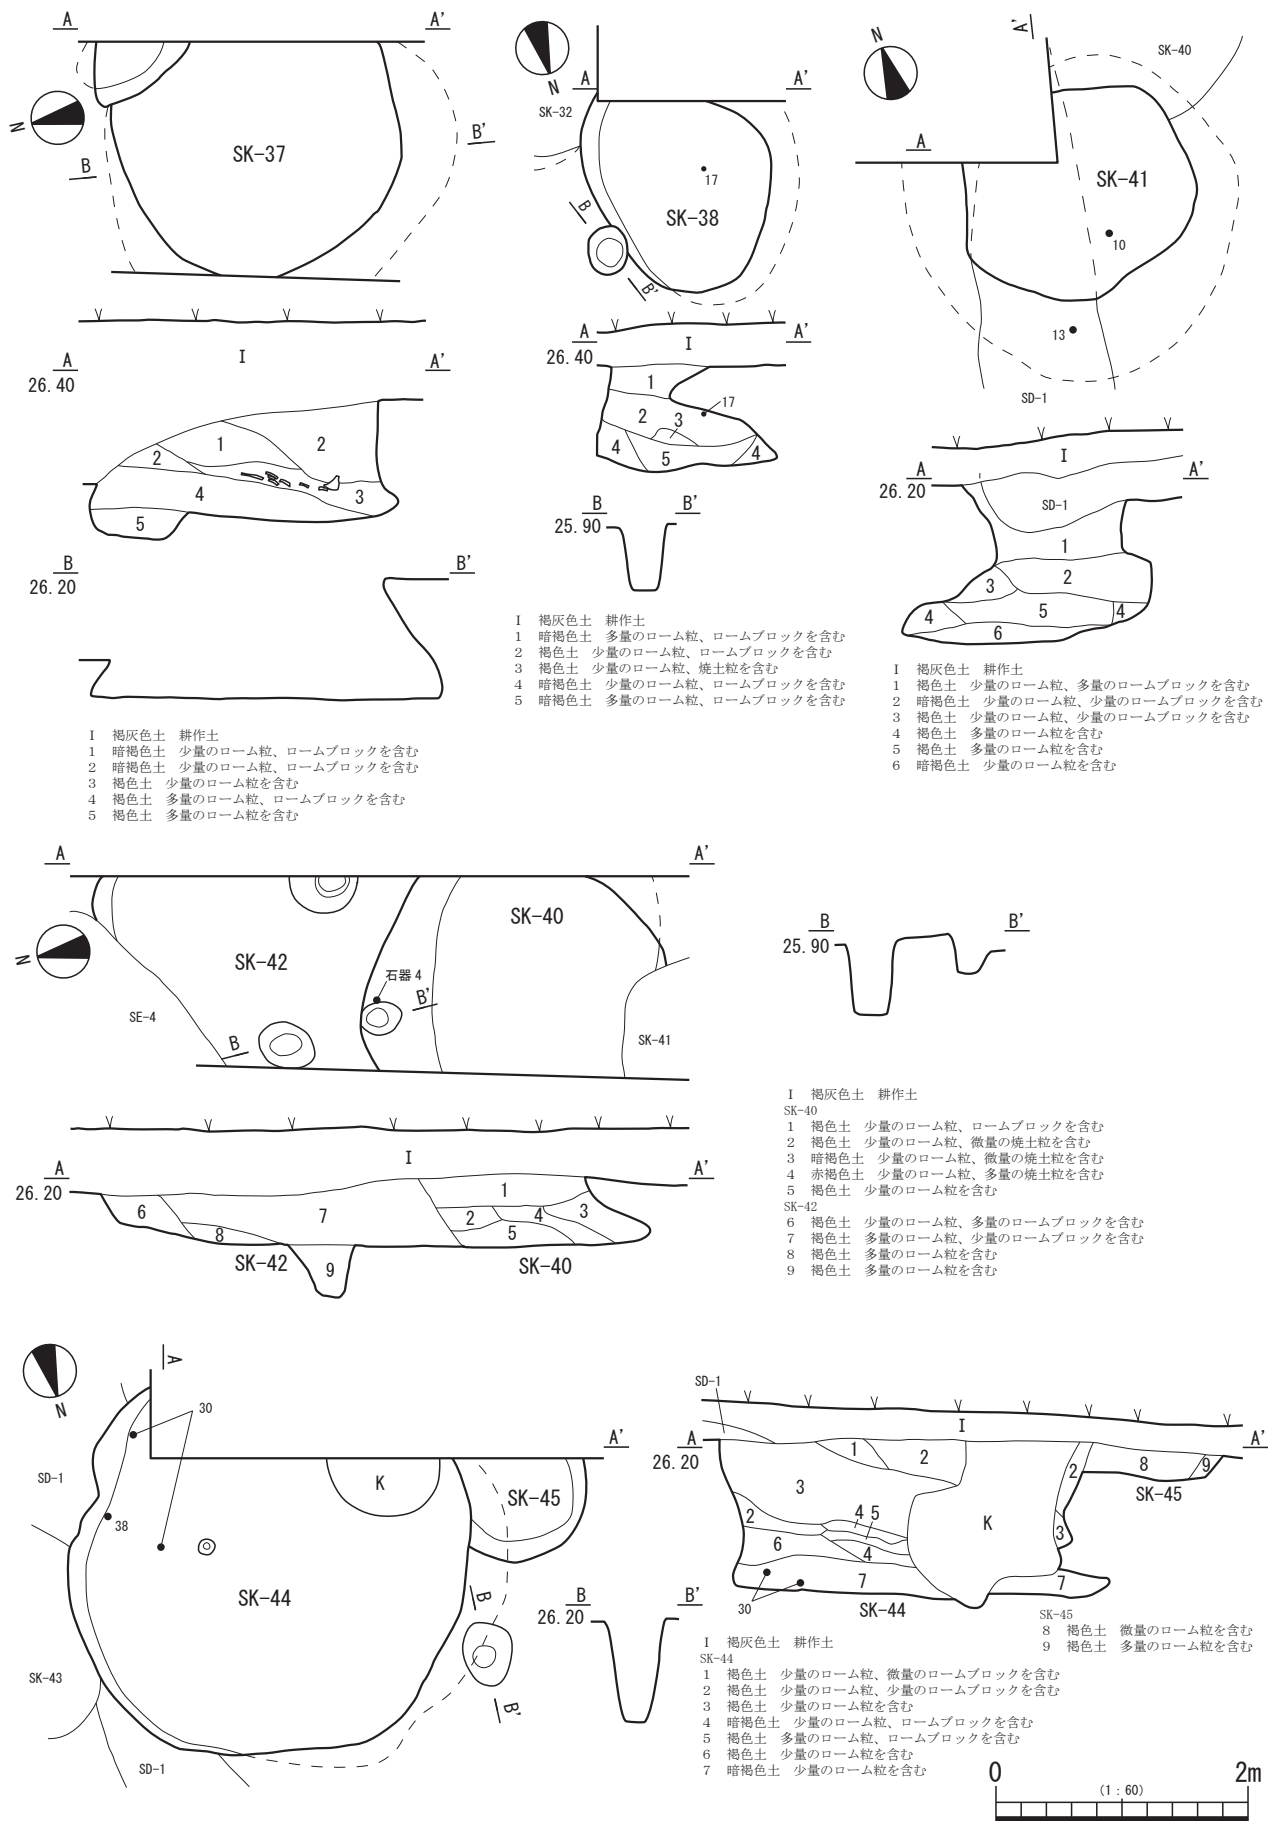 A A'
N
SK-37
B B'
I
A A'
26.40
1 2
2
4 3
5
B B'
26.20
I 褐灰色土 耕作土
1 暗褐色土 少量のローム粒、ロームブロックを含む
2 暗褐色土 少量のローム粒、ロームブロックを含む
3 褐色土 少量のローム粒を含む
4 褐色土 多量のローム粒、ロームブロックを含む
5 褐色土 多量のローム粒を含む
N
A A'
SK-32
17
SK-38
B
B'
A A'
26.40
I
1
17
2 3
4 5 4
B B'
25.90
I 褐灰色土 耕作土
1 暗褐色土 多量のローム粒、ロームブロックを含む
2 褐色土 少量のローム粒、ロームブロックを含む
3 褐色土 少量のローム粒、焼土粒を含む
4 暗褐色土 少量のローム粒、ロームブロックを含む
5 暗褐色土 多量のローム粒、ロームブロックを含む
N
A'
SK-40
A
SK-41
10
13
SD-1
I
A A'
26.20
SD-1
1
3 2
4 5 4
6
I 褐灰色土 耕作土
1 褐色土 少量のローム粒、多量のロームブロックを含む
2 暗褐色土 少量のローム粒、少量のロームブロックを含む
3 褐色土 少量のローム粒、少量のロームブロックを含む
4 褐色土 多量のローム粒を含む
5 褐色土 多量のローム粒を含む
6 暗褐色土 少量のローム粒を含む
A A'
N
SK-42 SK-40
石器 4
SE-4
B B'
SK-41
I
A A'
26.20
6 7 1
8 2 4 3
5
SK-42 9 SK-40
B B'
25.90
I 褐灰色土 耕作土
SK-40
1 褐色土 少量のローム粒、ロームブロックを含む
2 褐色土 少量のローム粒、微量の焼土粒を含む
3 暗褐色土 少量のローム粒、微量の焼土粒を含む
4 赤褐色土 少量のローム粒、多量の焼土粒を含む
5 褐色土 少量のローム粒を含む
SK-42
6 褐色土 少量のローム粒、多量のロームブロックを含む
7 褐色土 多量のローム粒、少量のロームブロックを含む
8 褐色土 多量のローム粒を含む
9 褐色土 多量のローム粒を含む
N
A
30
A'
SD-1
K
SK-45
38
SK-44
B
B'
SK-43
SD-1
B B'
26.20
SD-1
I
A A'
26.20
1 2 2 8 9
SK-45
3
2 4 5 K 3
6 4
7 7
30
SK-44
SK-45
8 褐色土 微量のローム粒を含む
9 褐色土 多量のローム粒を含む
I 褐灰色土 耕作土
SK-44
1 褐色土 少量のローム粒、微量のロームブロックを含む
2 褐色土 少量のローム粒、少量のロームブロックを含む
3 褐色土 少量のローム粒を含む
4 暗褐色土 少量のローム粒、ロームブロックを含む
5 褐色土 多量のローム粒、ロームブロックを含む
6 褐色土 少量のローム粒を含む
7 暗褐色土 少量のローム粒を含む
0 (1：60) 2m